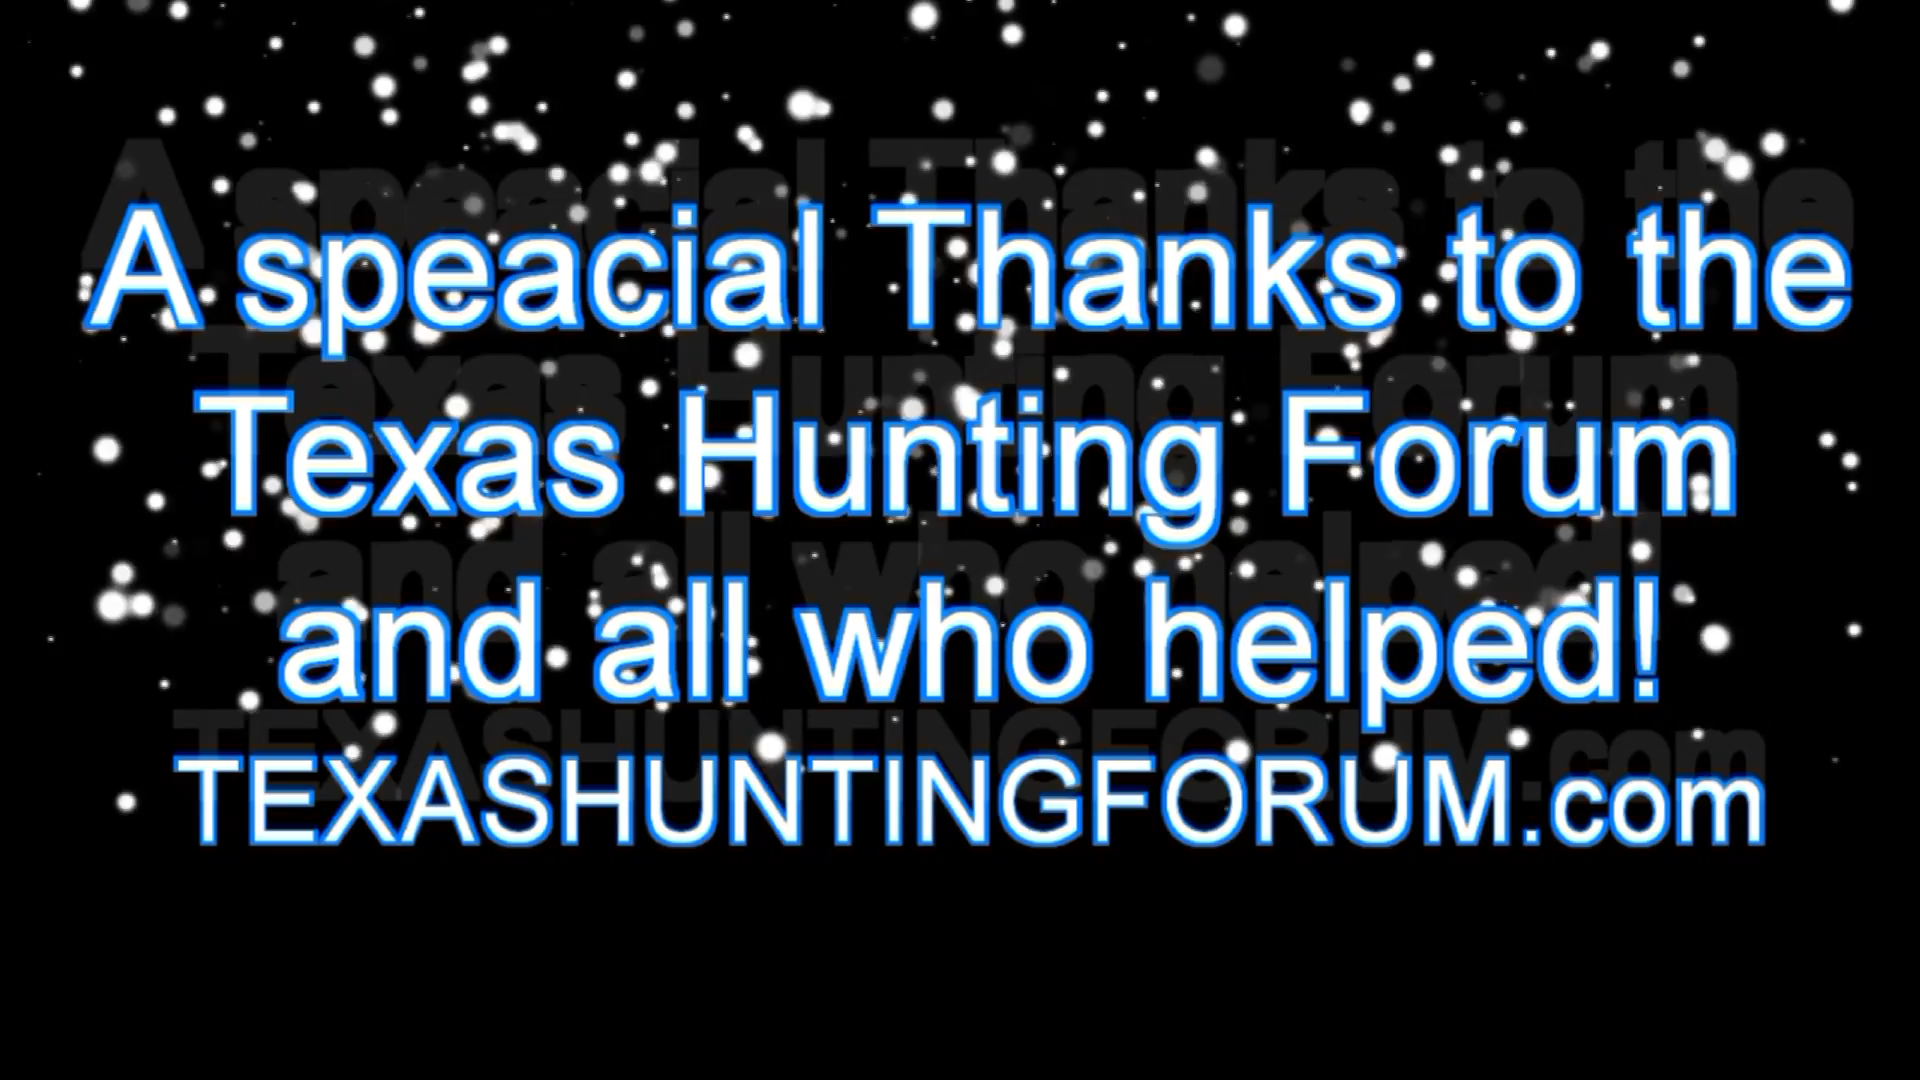 A speacial Thanks to the
Texas Hunting Forum
and all who helped!
TEXASHUNTINGFORUM.com